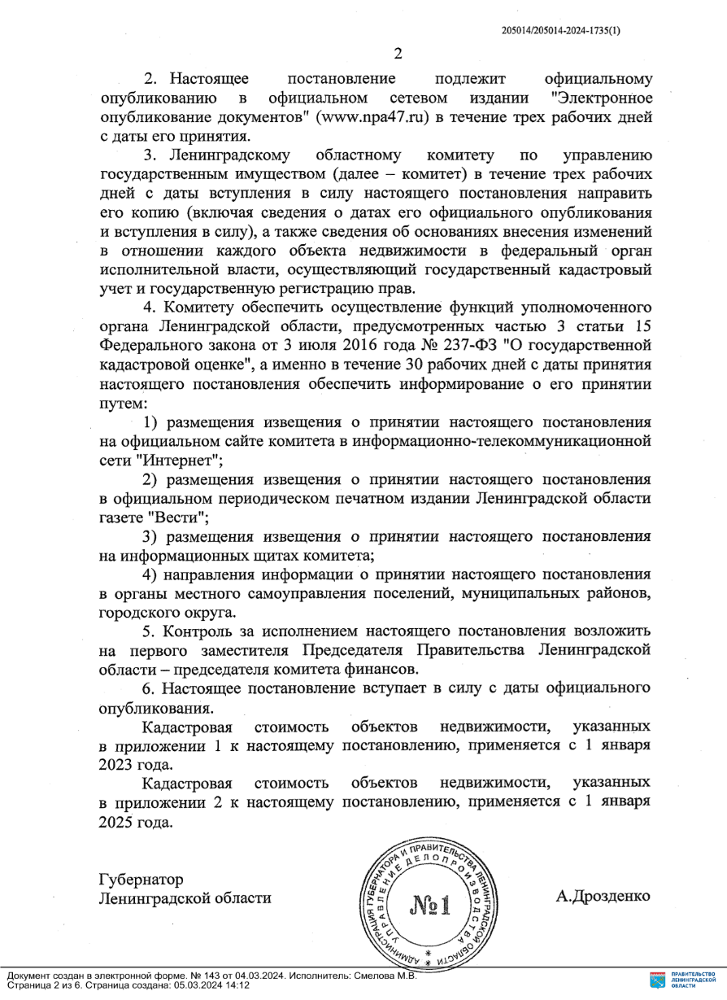 205014/205014-2024-1735(1)
2
2. Настоящее постановление подлежит официальному
опубликованию в официальном сетевом издании "Электронное
опубликование документов" (www.npa47.ru) в течение трех рабочих дней
с даты его принятия.
3. Ленинградскому областному комитету по управлению
государственным имуществом (далее – комитет) в течение трех рабочих
дней с даты вступления в силу настоящего постановления направить
его копию (включая сведения о датах его официального опубликования
и вступления в силу), а также сведения об основаниях внесения изменений
в отношении каждого объекта недвижимости в федеральный орган
исполнительной власти, осуществляющий государственный кадастровый
учет и государственную регистрацию прав.
4. Комитету обеспечить осуществление функций уполномоченного
органа Ленинградской области, предусмотренных частью 3 статьи 15
Федерального закона от 3 июля 2016 года № 237-ФЗ "О государственной
кадастровой оценке", а именно в течение 30 рабочих дней с даты принятия
настоящего постановления обеспечить информирование о его принятии
путем:
1) размещения извещения о принятии настоящего постановления
на официальном сайте комитета в информационно-телекоммуникационной
сети "Интернет";
2) размещения извещения о принятии настоящего постановления
в официальном периодическом печатном издании Ленинградской области
газете "Вести";
3) размещения извещения о принятии настоящего постановления
на информационных щитах комитета;
4) направления информации о принятии настоящего постановления
в органы местного самоуправления поселений, муниципальных районов,
городского округа.
5. Контроль за исполнением настоящего постановления возложить
на первого заместителя Председателя Правительства Ленинградской
области – председателя комитета финансов.
6. Настоящее постановление вступает в силу с даты официального
опубликования.
Кадастровая стоимость объектов недвижимости, указанных
в приложении 1 к настоящему постановлению, применяется с 1 января
2023 года.
Кадастровая стоимость объектов недвижимости, указанных
в приложении 2 к настоящему постановлению, применяется с 1 января
2025 года.
Губернатор
Ленинградской области
АДМИНИСТРАЦИЯ ГУБЕРНАТОРА И ПРАВИТЕЛЬСТВА ЛЕНИНГРАДСКОЙ ОБЛАСТИ
УПРАВЛЕНИЕ ДЕЛОПРОИЗВОДСТВА
№1
А.Дрозденко
Документ создан в электронной форме. № 143 от 04.03.2024. Исполнитель: Смелова М.В.
Страница 2 из 6. Страница создана: 05.03.2024 14:12
ПРАВИТЕЛЬСТВО
ЛЕНИНГРАДСКОЙ
ОБЛАСТИ